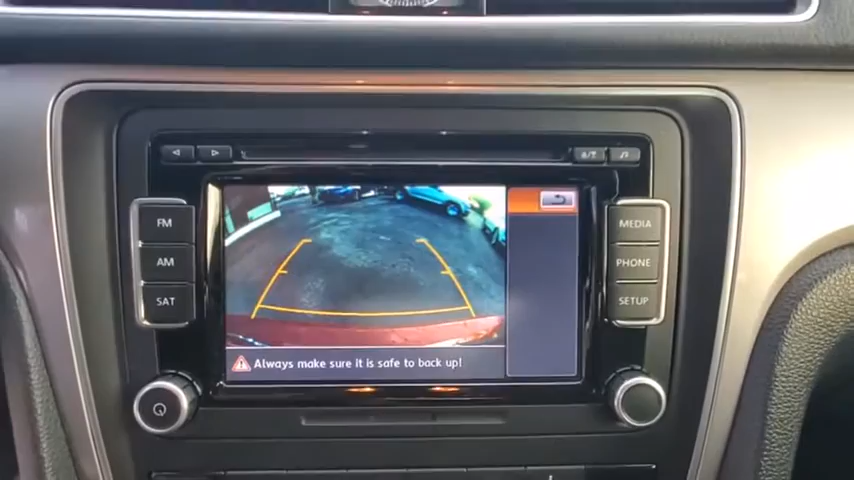 B/T
FM
MEDIA
AM
PHONE
SAT
SETUP
Always make sure it is safe to back up!